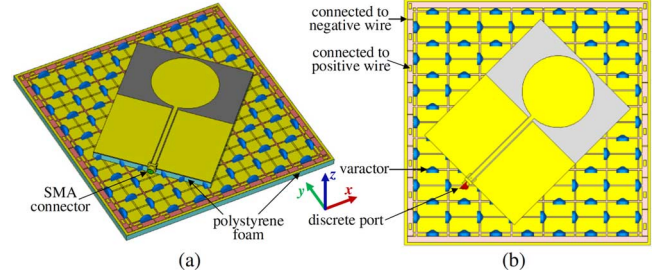 SMA
connector
polystyrene
foam
z
y
x
(a)
connected to
negative wire
connected to
positive wire
varactor
discrete port
(b)